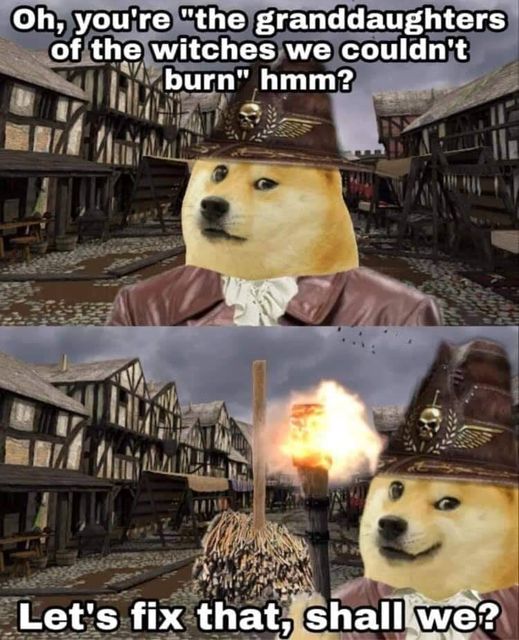 Oh, you're "the granddaughters
of the witches we couldn't
burn" hmm?
Let's fix that, shall we?